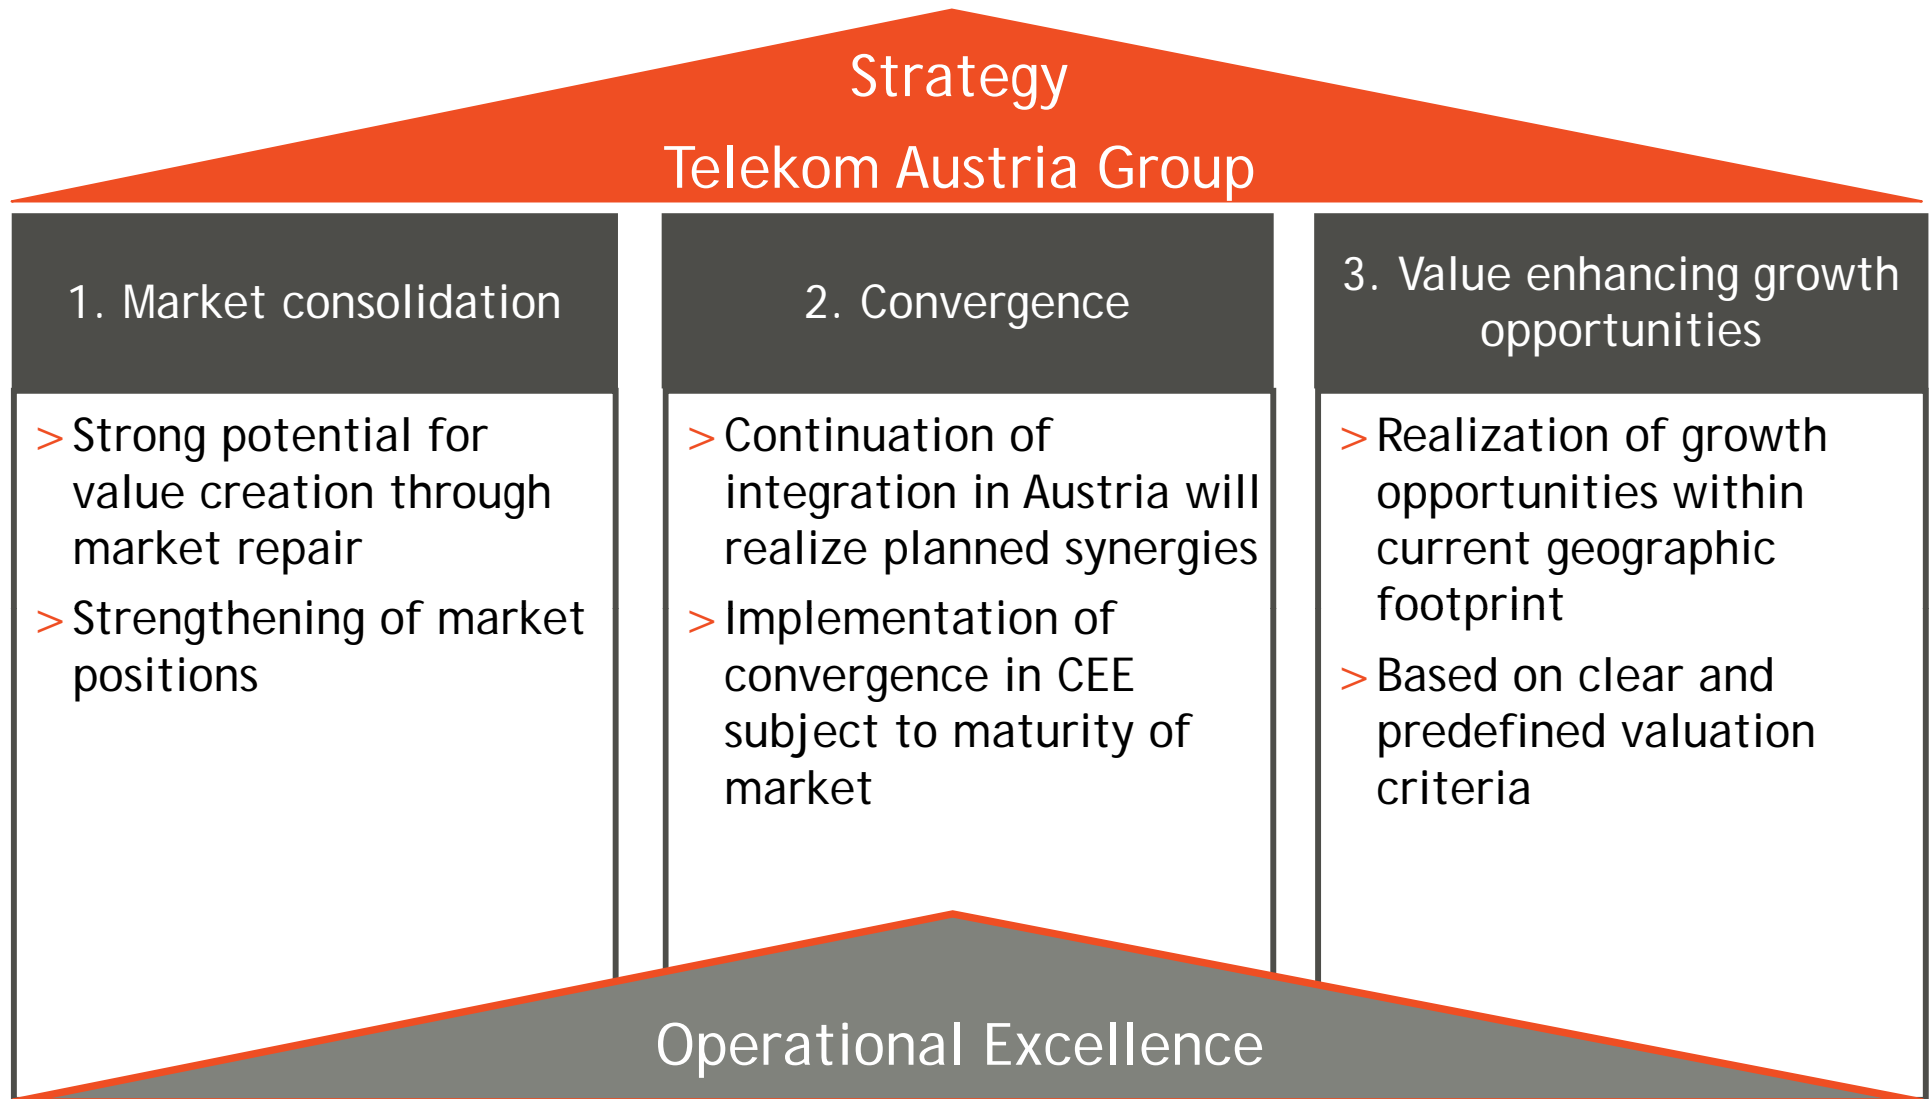 Strategy
Telekom Austria Group
1. Market consolidation
> Strong potential for
value creation through
market repair
> Strengthening of market
positions
2. Convergence
> Continuation of
integration in Austria will
realize planned synergies
> Implementation of
convergence in CEE
subject to maturity of
market
3. Value enhancing growth
opportunities
> Realization of growth
opportunities within
current geographic
footprint
> Based on clear and
predefined valuation
criteria
Operational Excellence